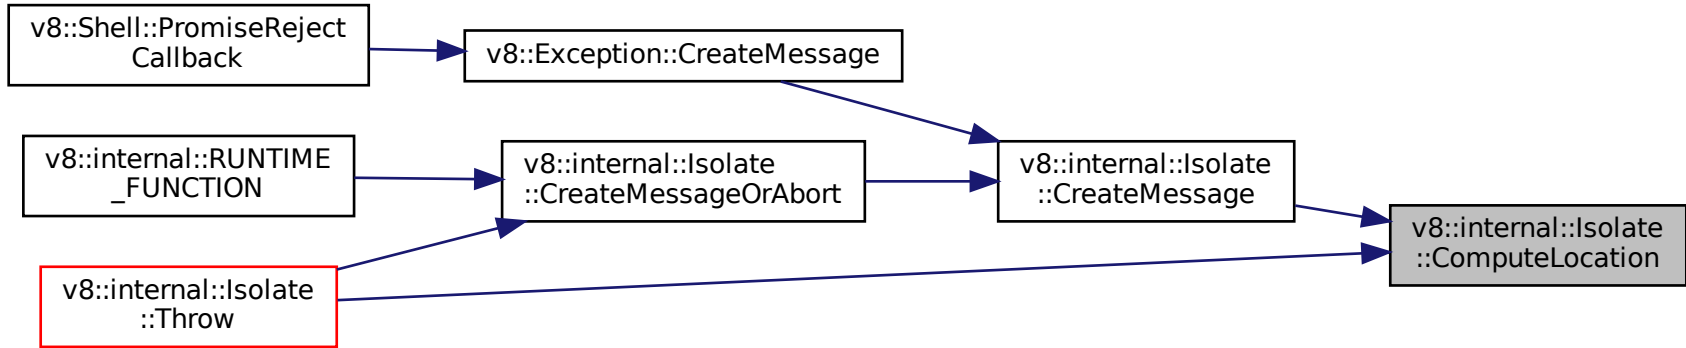 v8::Shell::PromiseReject
Callback
v8::Exception::CreateMessage
v8::internal::RUNTIME
_FUNCTION
v8::internal::Isolate
::CreateMessageOrAbort
v8::internal::Isolate
::CreateMessage
v8::internal::Isolate
::ComputeLocation
v8::internal::Isolate
::Throw